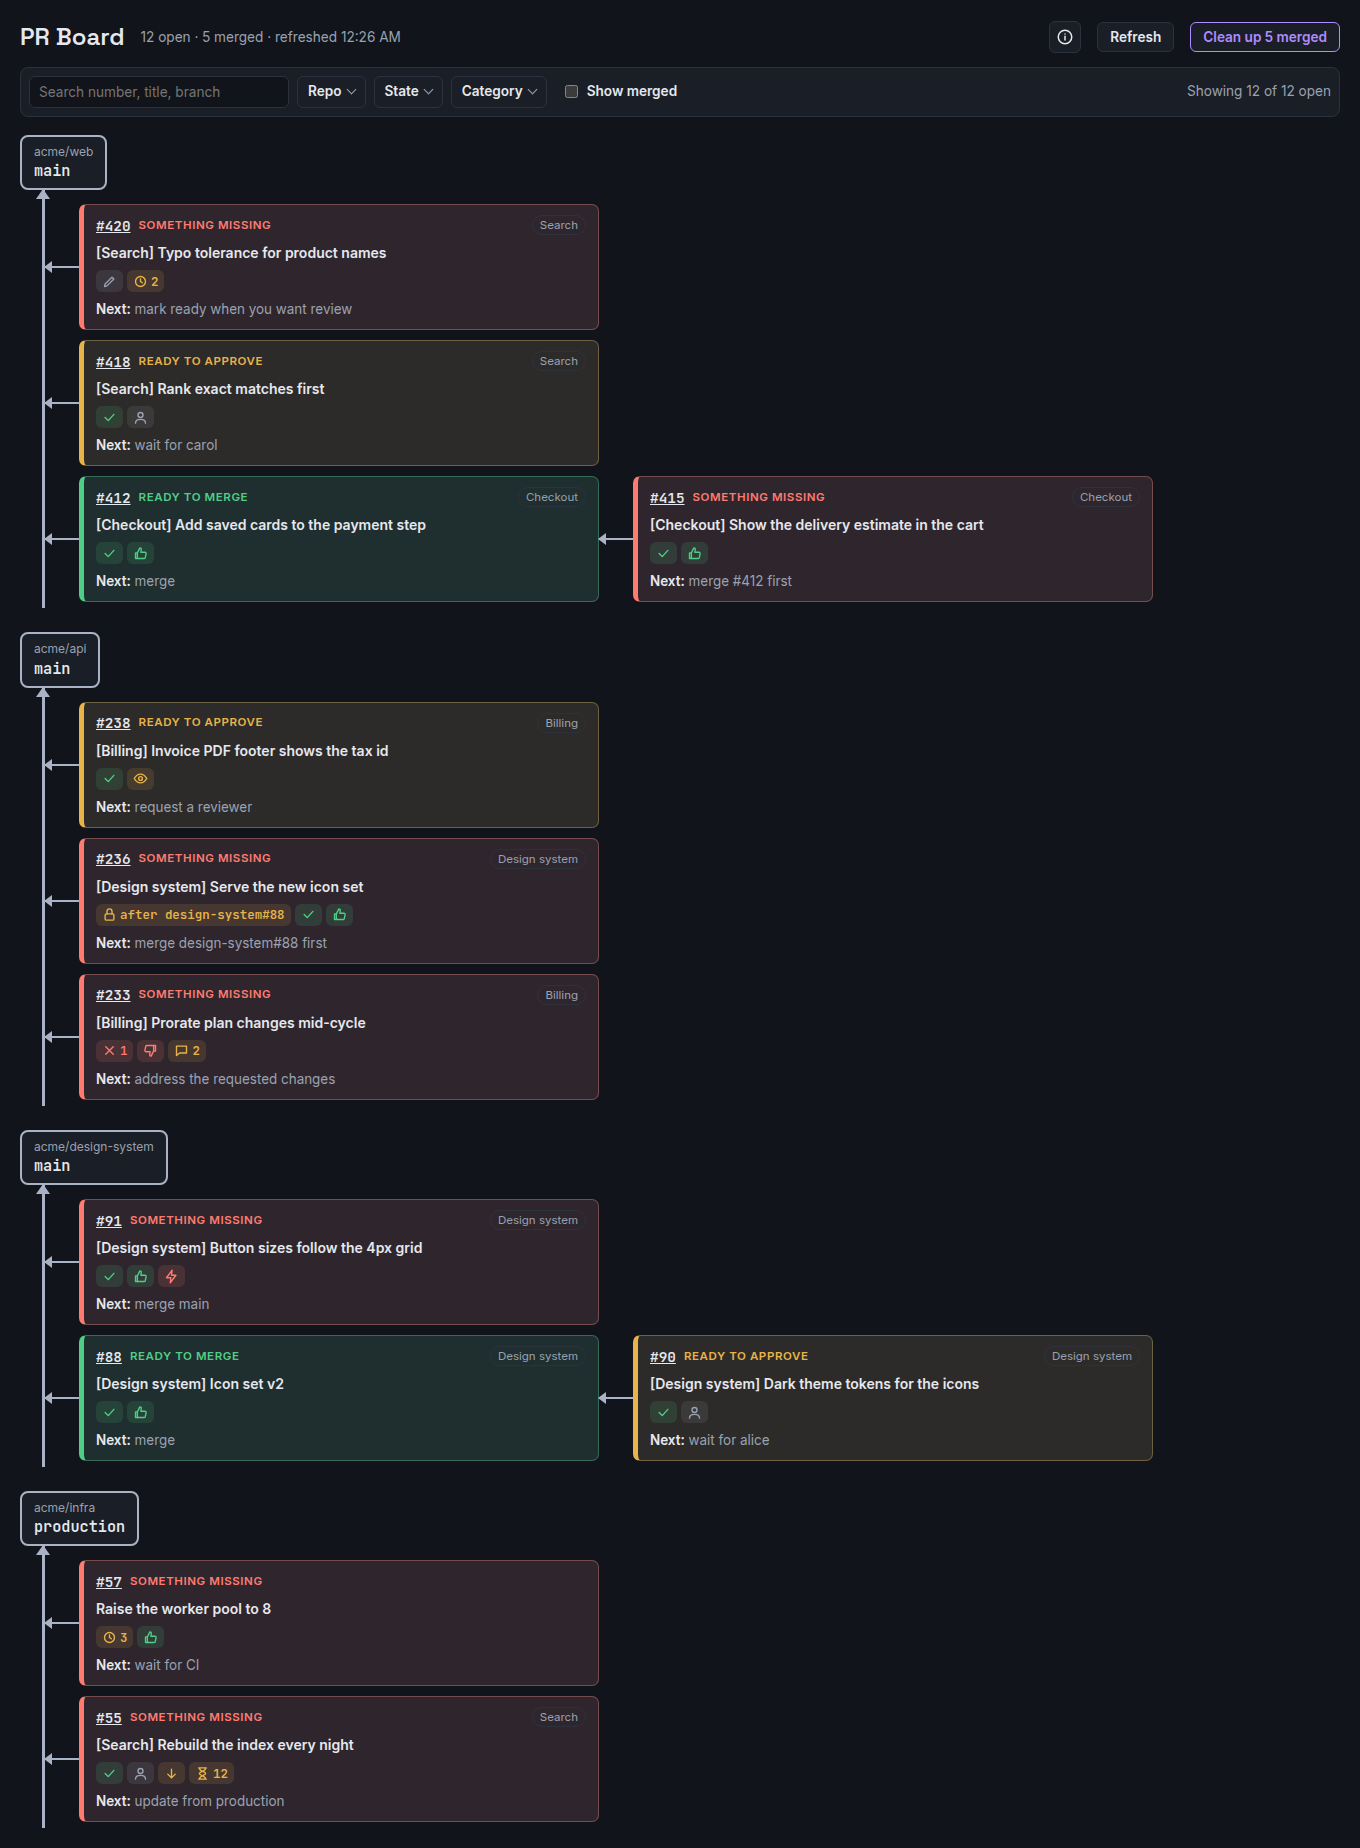 PR Board
12 open · 5 merged · refreshed 12:26 AM
Refresh
Clean up 5 merged
Search number, title, branch
Repo
State
Category
Show merged
Showing 12 of 12 open
acme/web
main
#420 SOMETHING MISSING
Search
[Search] Typo tolerance for product names
2
Next: mark ready when you want review
#418 READY TO APPROVE
Search
[Search] Rank exact matches first
Next: wait for carol
#412 READY TO MERGE
Checkout
[Checkout] Add saved cards to the payment step
Next: merge
#415 SOMETHING MISSING
Checkout
[Checkout] Show the delivery estimate in the cart
Next: merge #412 first
acme/api
main
#238 READY TO APPROVE
Billing
[Billing] Invoice PDF footer shows the tax id
Next: request a reviewer
#236 SOMETHING MISSING
Design system
[Design system] Serve the new icon set
after design-system#88
Next: merge design-system#88 first
#233 SOMETHING MISSING
Billing
[Billing] Prorate plan changes mid-cycle
1
2
Next: address the requested changes
acme/design-system
main
#91 SOMETHING MISSING
Design system
[Design system] Button sizes follow the 4px grid
Next: merge main
#88 READY TO MERGE
Design system
[Design system] Icon set v2
Next: merge
#90 READY TO APPROVE
Design system
[Design system] Dark theme tokens for the icons
Next: wait for alice
acme/infra
production
#57 SOMETHING MISSING
Raise the worker pool to 8
3
Next: wait for CI
#55 SOMETHING MISSING
Search
[Search] Rebuild the index every night
12
Next: update from production